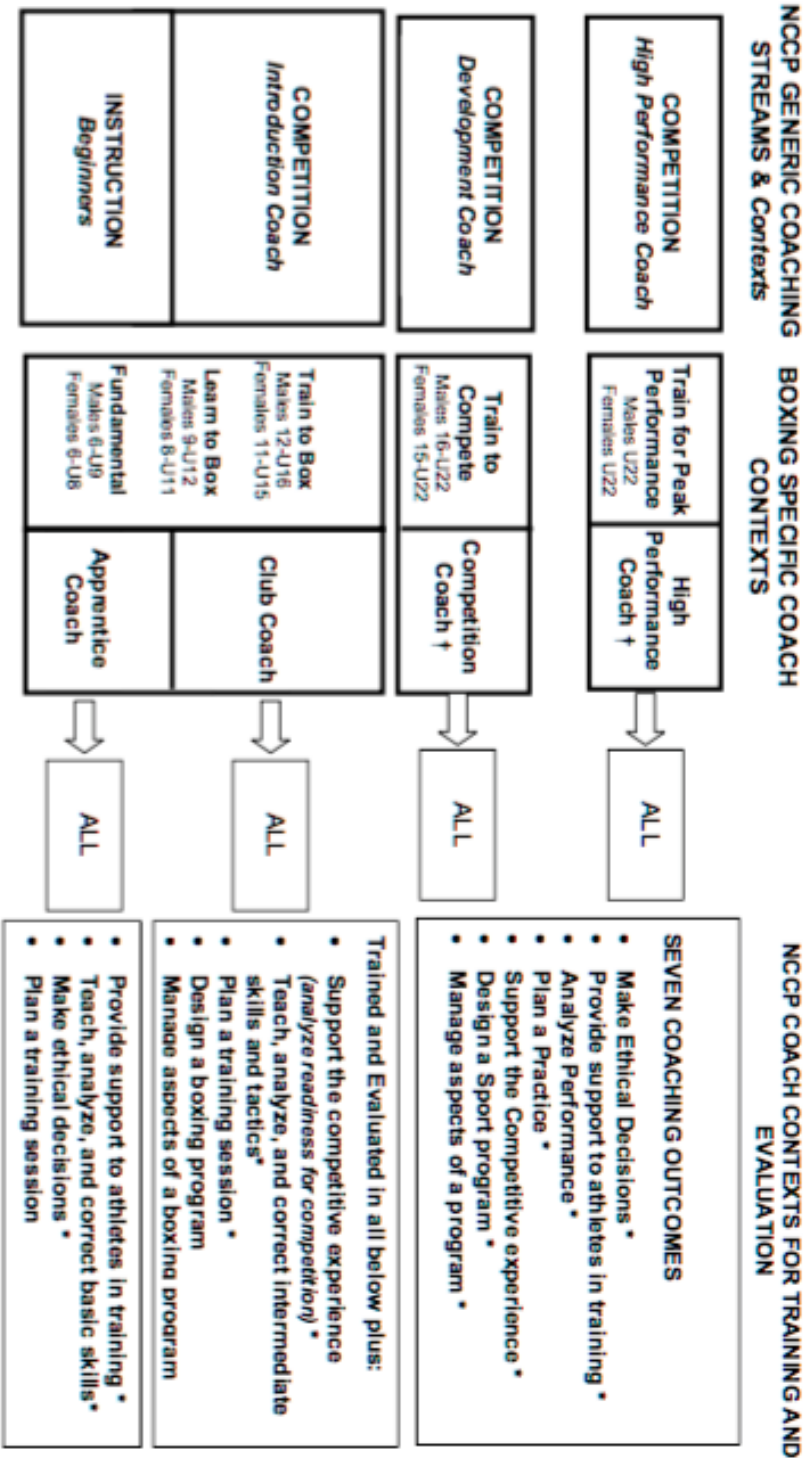 NCCP GENERIC COACHING
STREAMS & Contexts
BOXING SPECIFIC COACH
CONTEXTS
NCCP COACH CONTEXTS FOR TRAINING AND
EVALUATION
COMPETITION
High Performance Coach
Train for Peak
Performance
Males U22
Females U22
High
Performance
Coach †
ALL
COMPETITION
Development Coach
Train to
Compete
Males 16-U22
Females 15-U22
Competition
Coach †
ALL
SEVEN COACHING OUTCOMES
• Make Ethical Decisions *
• Provide support to athletes in training *
• Analyze Performance *
• Plan a Practice *
• Support the Competitive experience *
• Design a Sport program *
• Manage aspects of a program *
COMPETITION
Introduction Coach
Train to Box
Males 12-U16
Females 11-U15
Learn to Box
Males 9-U12
Females 8-U11
Club Coach
ALL
Trained and Evaluated in all below plus:
• Support the competitive experience
(analyze readiness for competition) *
• Teach, analyze, and correct intermediate
skills and tactics*
• Plan a training session *
• Design a boxing program
• Manage aspects of a boxing program
INSTRUCTION
Beginners
Fundamental
Males 6-U9
Females 6-U8
Apprentice
Coach
ALL
• Provide support to athletes in training *
• Teach, analyze, and correct basic skills*
• Make ethical decisions *
• Plan a training session